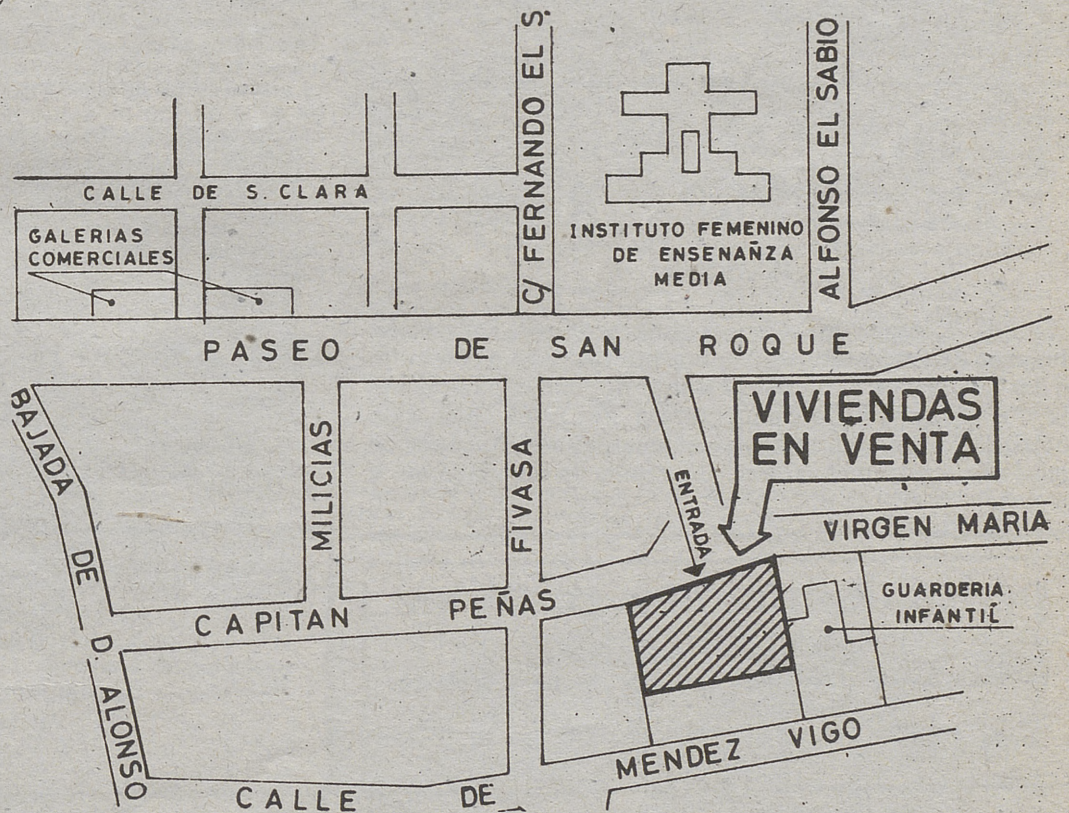 C/ FERNANDO EL S.
ALFONSO EL SABIO
CALLE DE S. CLARA
GALERIAS
COMERCIALES
INSTITUTO FEMENINO
DE ENSENAÑZA
MEDIA
PASEO DE SAN ROQUE
BAJADA DE D. ALONSO
MILICIAS
FIVASA
ENTRADA
VIVIENDAS
EN VENTA
VIRGEN MARIA
CAPITAN PEÑAS
GUARDERIA
INFANTIL
CALLE DE MENDEZ VIGO